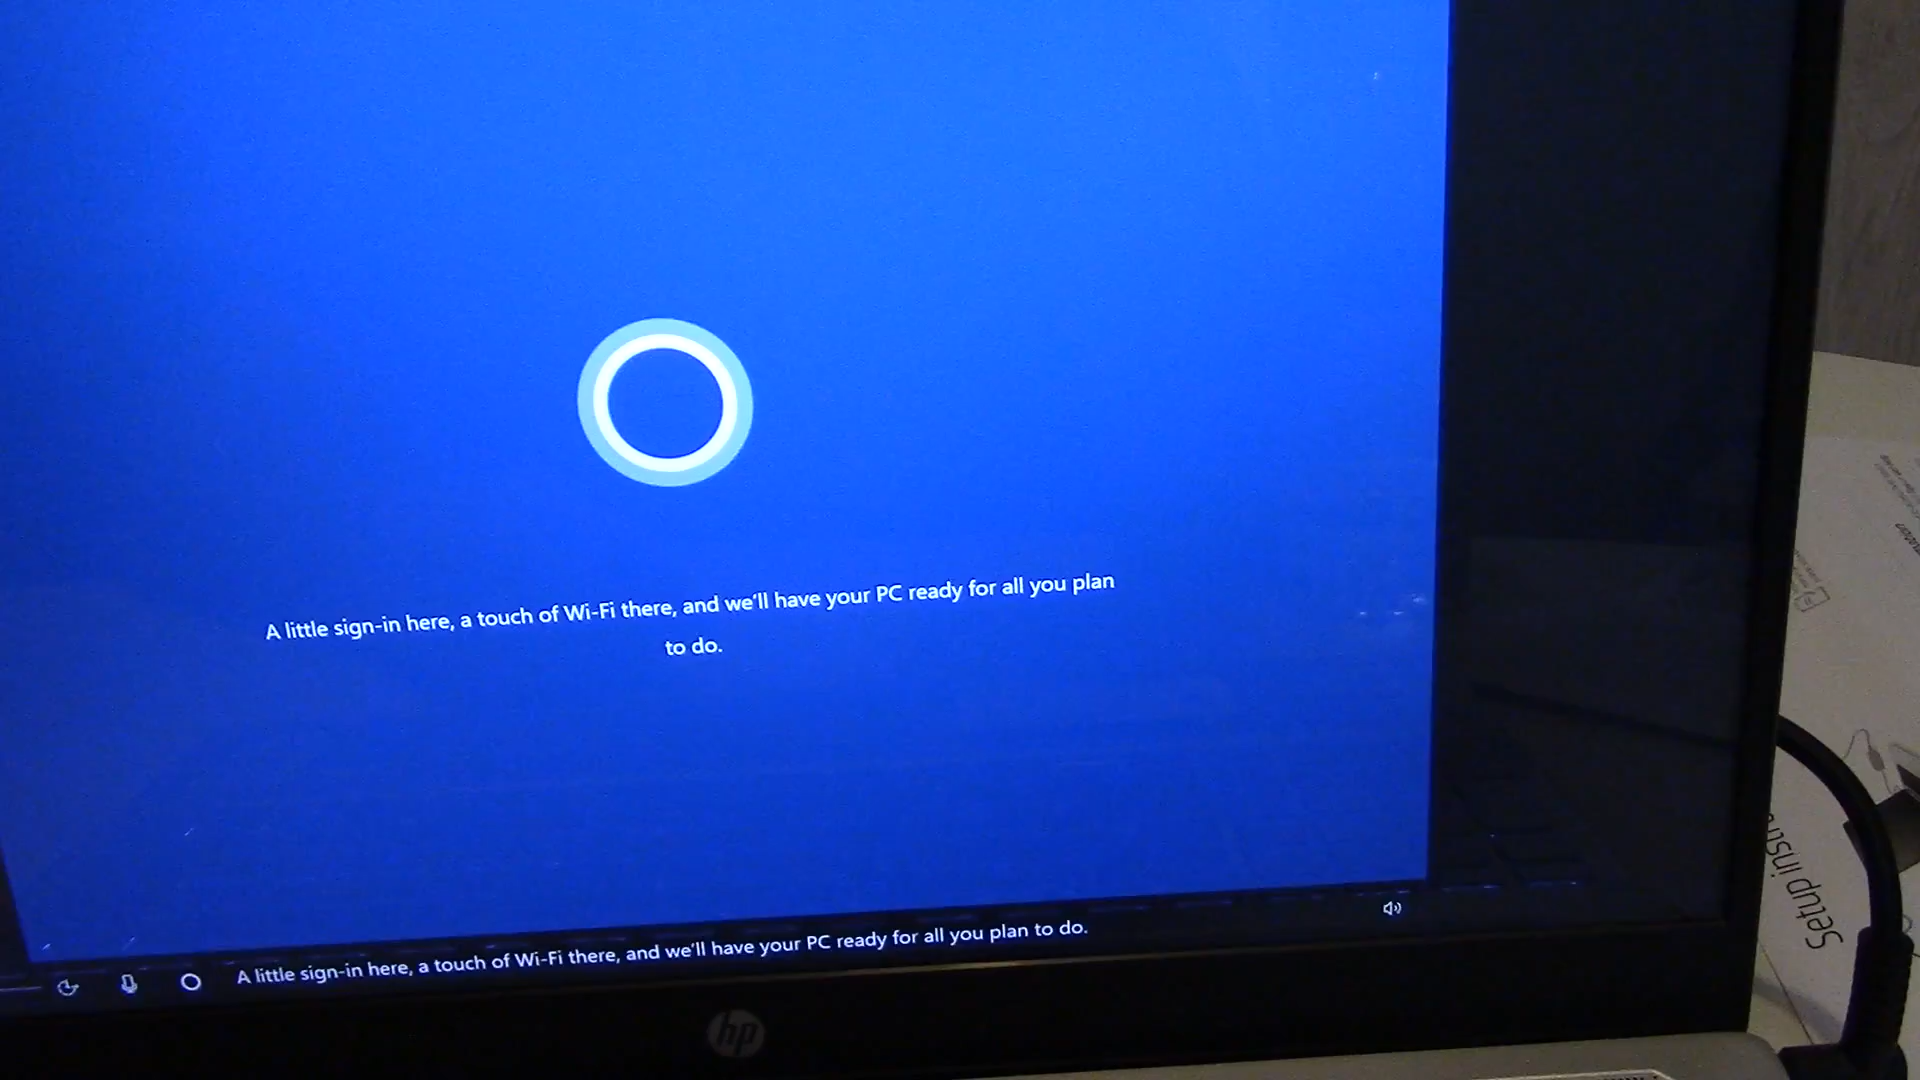 A little sign-in here, a touch of Wi-Fi there, and we'll have your PC ready for all you plan
to do.
A little sign-in here, a touch of Wi-Fi there, and we'll have your PC ready for all you plan to do.
hp
Setup instr